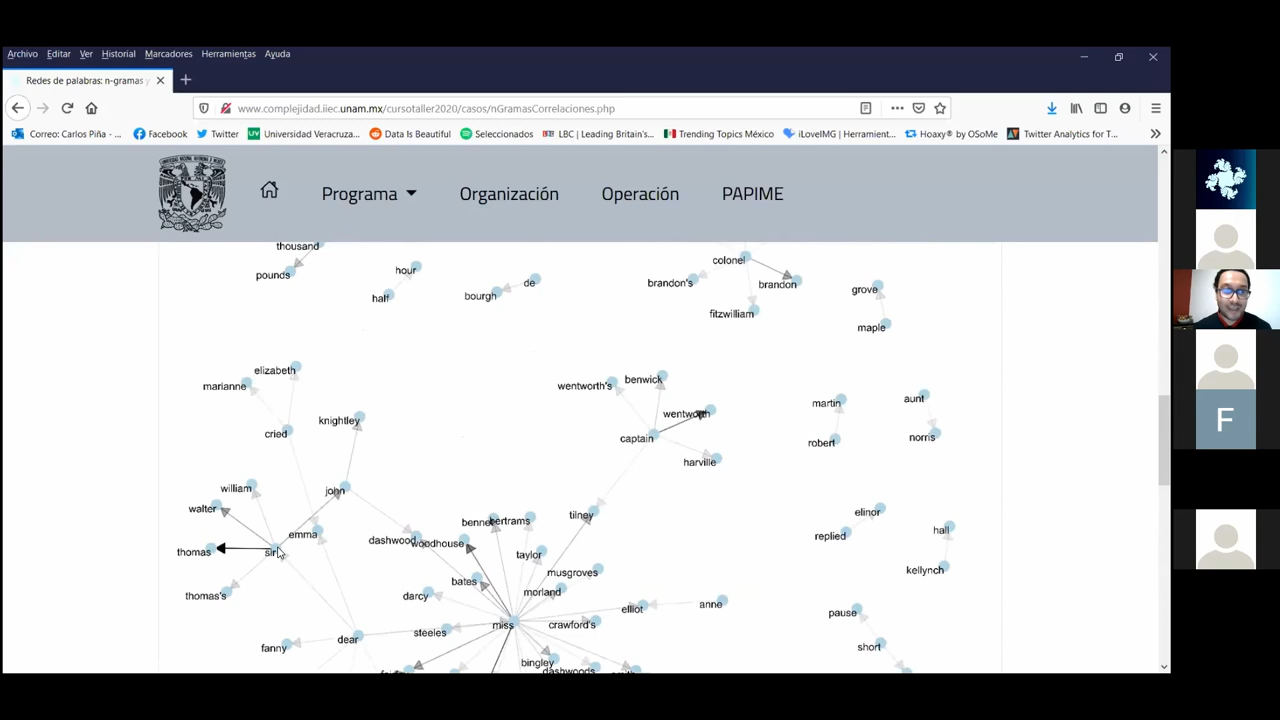 Archivo Editar Ver Historial Marcadores Herramientas Ayuda
Redes de palabras: n-gramas y
www.complejidad.iiec.unam.mx/cursotaller2020/casos/nGramasCorrelaciones.php
Correo: Carlos Piña - ... Facebook Twitter Universidad Veracruza... Data Is Beautiful Seleccionados LBC | Leading Britain's... Trending Topics México iLoveIMG | Herramient... Hoaxy® by OSoMe Twitter Analytics for T...
Programa Organización Operación PAPIME
thousand
pounds
hour
half
de
bourgh
colonel
brandon's
brandon
fitzwilliam
grove
maple
elizabeth
marianne
cried
knightley
wentworth's
benwick
wentworth
captain
harville
martin
robert
aunt
norris
william
walter
john
emma
thomas
sir
thomas's
dashwood
woodhouse
bertrams
tilney
taylor
bates
musgroves
morland
darcy
elliot
anne
steeles
miss
crawford's
dear
fanny
bingley
dashwoods
elinor
replied
hall
kellynch
pause
short
F